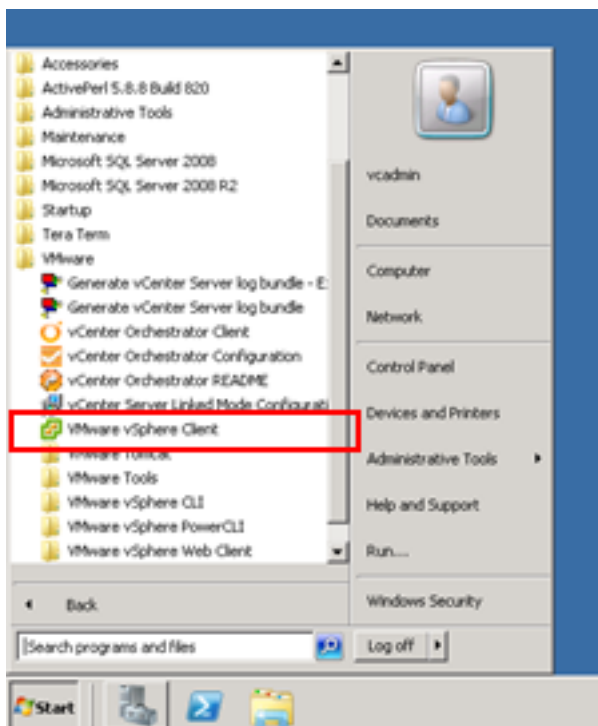 Accessories
ActivePerl 5.8.8 Build 820
Administrative Tools
Maintenance
Microsoft SQL Server 2008
Microsoft SQL Server 2008 R2
Startup
Tera Term
VMware
Generate vCenter Server log bundle - E:
Generate vCenter Server log bundle
vCenter Orchestrator Client
vCenter Orchestrator Configuration
vCenter Orchestrator README
vCenter Server Linked Mode Configurati
VMware vSphere Client
VMware Tomcat
VMware Tools
VMware vSphere CLI
VMware vSphere PowerCLI
VMware vSphere Web Client
Back
Search programs and files
vcadmin
Documents
Computer
Network
Control Panel
Devices and Printers
Administrative Tools
Help and Support
Run...
Windows Security
Log off
Start